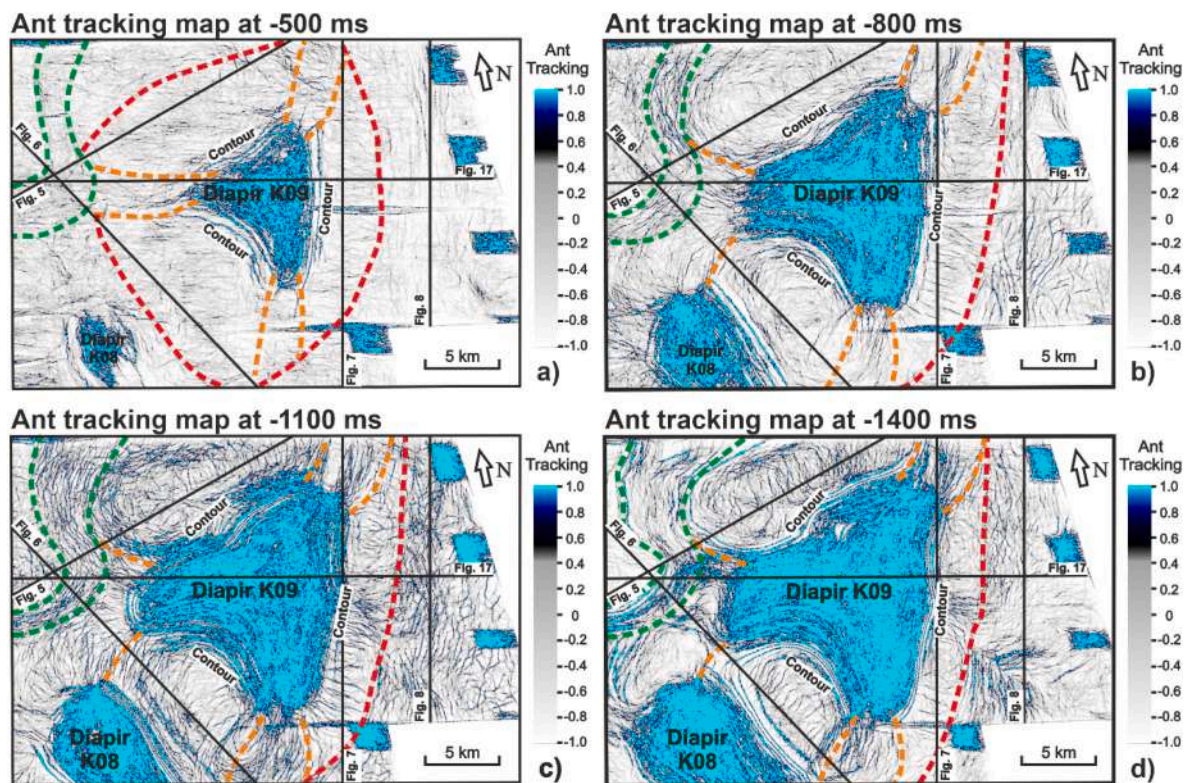 Ant tracking map at -500 ms
Ant
Tracking
1.0
0.8
0.6
0.4
0.2
0
-0.2
-0.4
-0.6
-0.8
-1.0
N
Fig. 6
Fig. 5
Contour
Diapir K09
Contour
Contour
Fig. 17
Fig. 8
Fig. 7
Diapir
K08
5 km
a)
Ant tracking map at -800 ms
Ant
Tracking
1.0
0.8
0.6
0.4
0.2
0
-0.2
-0.4
-0.6
-0.8
-1.0
N
Fig. 6
Fig. 5
Contour
Diapir K09
Contour
Contour
Fig. 17
Fig. 8
Fig. 7
Diapir
K08
5 km
b)
Ant tracking map at -1100 ms
Ant
Tracking
1.0
0.8
0.6
0.4
0.2
0
-0.2
-0.4
-0.6
-0.8
-1.0
N
Fig. 6
Fig. 5
Contour
Diapir K09
Contour
Contour
Fig. 17
Fig. 8
Fig. 7
Diapir
K08
5 km
c)
Ant tracking map at -1400 ms
Ant
Tracking
1.0
0.8
0.6
0.4
0.2
0
-0.2
-0.4
-0.6
-0.8
-1.0
N
Fig. 6
Fig. 5
Contour
Diapir K09
Contour
Contour
Fig. 17
Fig. 8
Fig. 7
Diapir
K08
5 km
d)